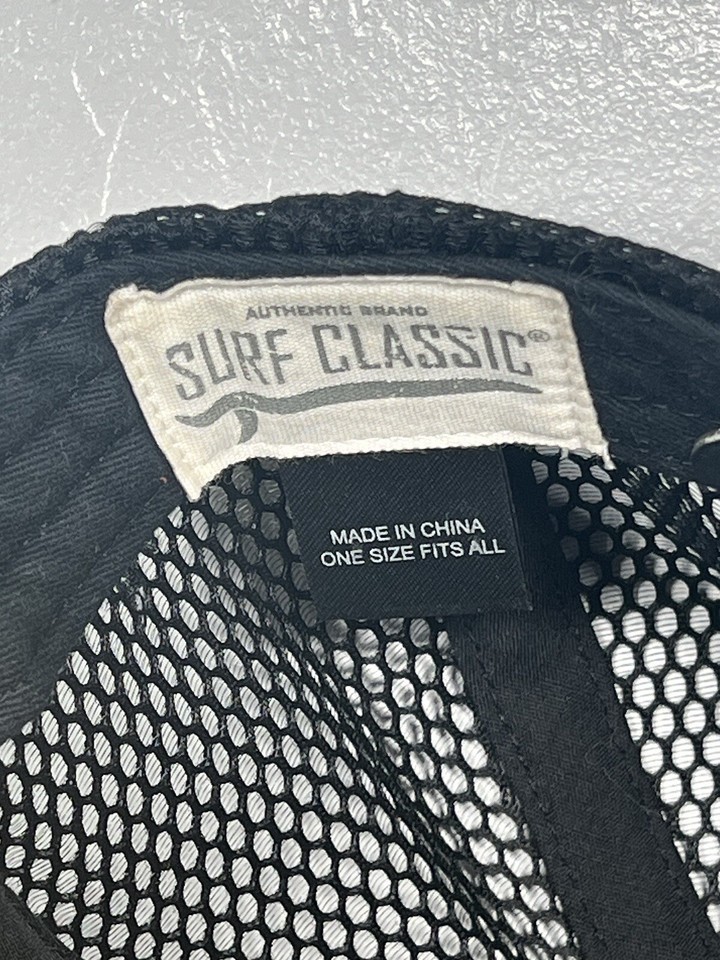 AUTHENTIC BRAND
SURF CLASSIC®
MADE IN CHINA
ONE SIZE FITS ALL